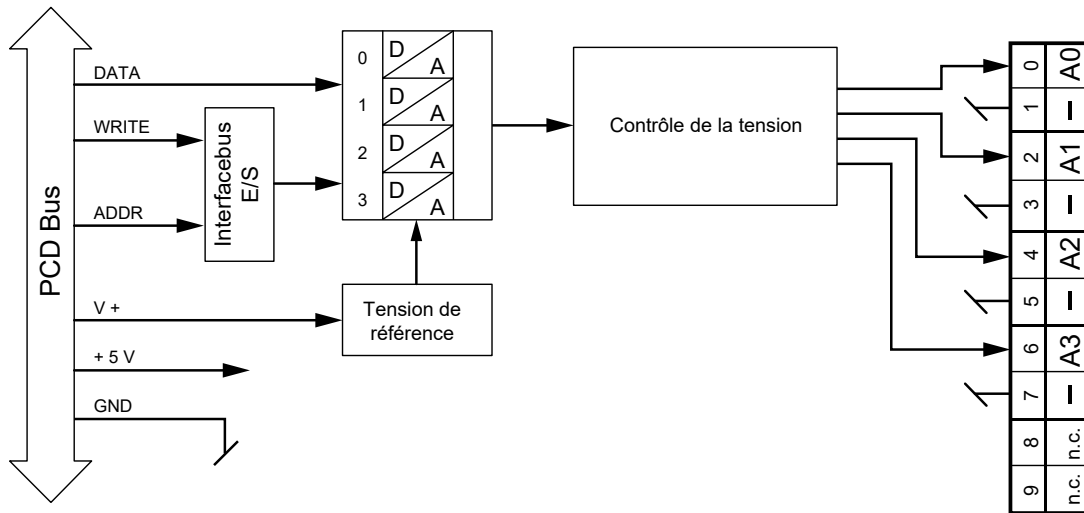 PCD Bus
DATA
WRITE
ADDR
V +
+ 5 V
GND
Interfacebus
E/S
0
1
2
3
D
A
D
A
D
A
D
A
Tension de
référence
Contrôle de la tension
0 A0
1 –
2 A1
3 –
4 A2
5 –
6 A3
7 –
8 n.c.
9 n.c.